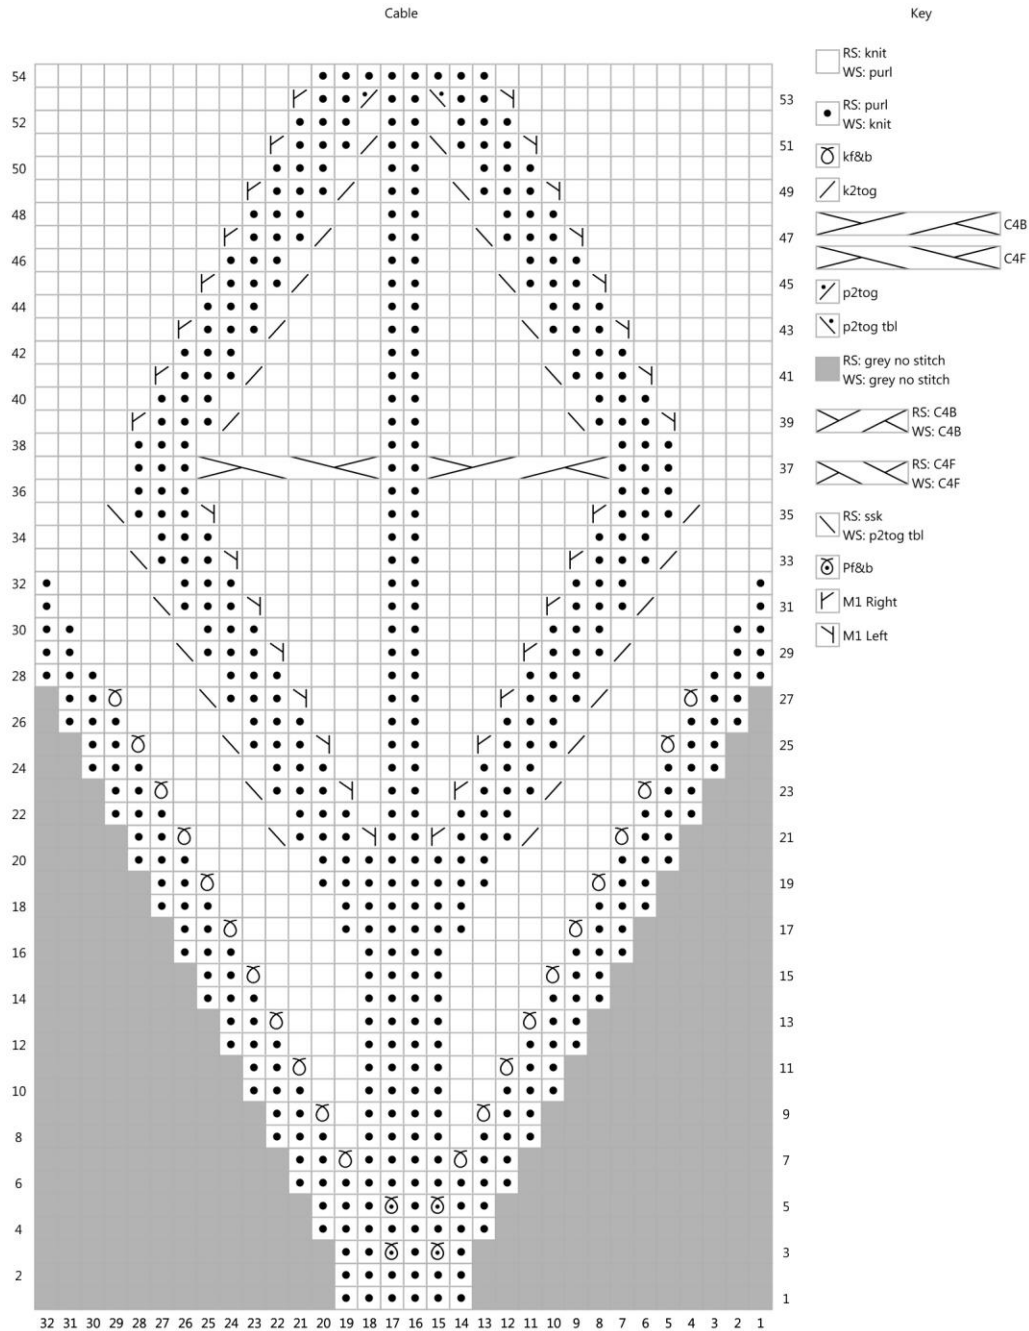 Cable
Key
54
53
52
51
50
49
48
47
46
45
44
43
42
41
40
39
38
37
36
35
34
33
32
31
30
29
28
27
26
25
24
23
22
21
20
19
18
17
16
15
14
13
12
11
10
9
8
7
6
5
4
3
2
1
32 31 30 29 28 27 26 25 24 23 22 21 20 19 18 17 16 15 14 13 12 11 10 9 8 7 6 5 4 3 2 1
RS: knit
WS: purl
RS: purl
WS: knit
kf&b
k2tog
C4B
C4F
p2tog
p2tog tbl
RS: grey no stitch
WS: grey no stitch
RS: C4B
WS: C4B
RS: C4F
WS: C4F
RS: ssk
WS: p2tog tbl
Pf&b
M1 Right
M1 Left